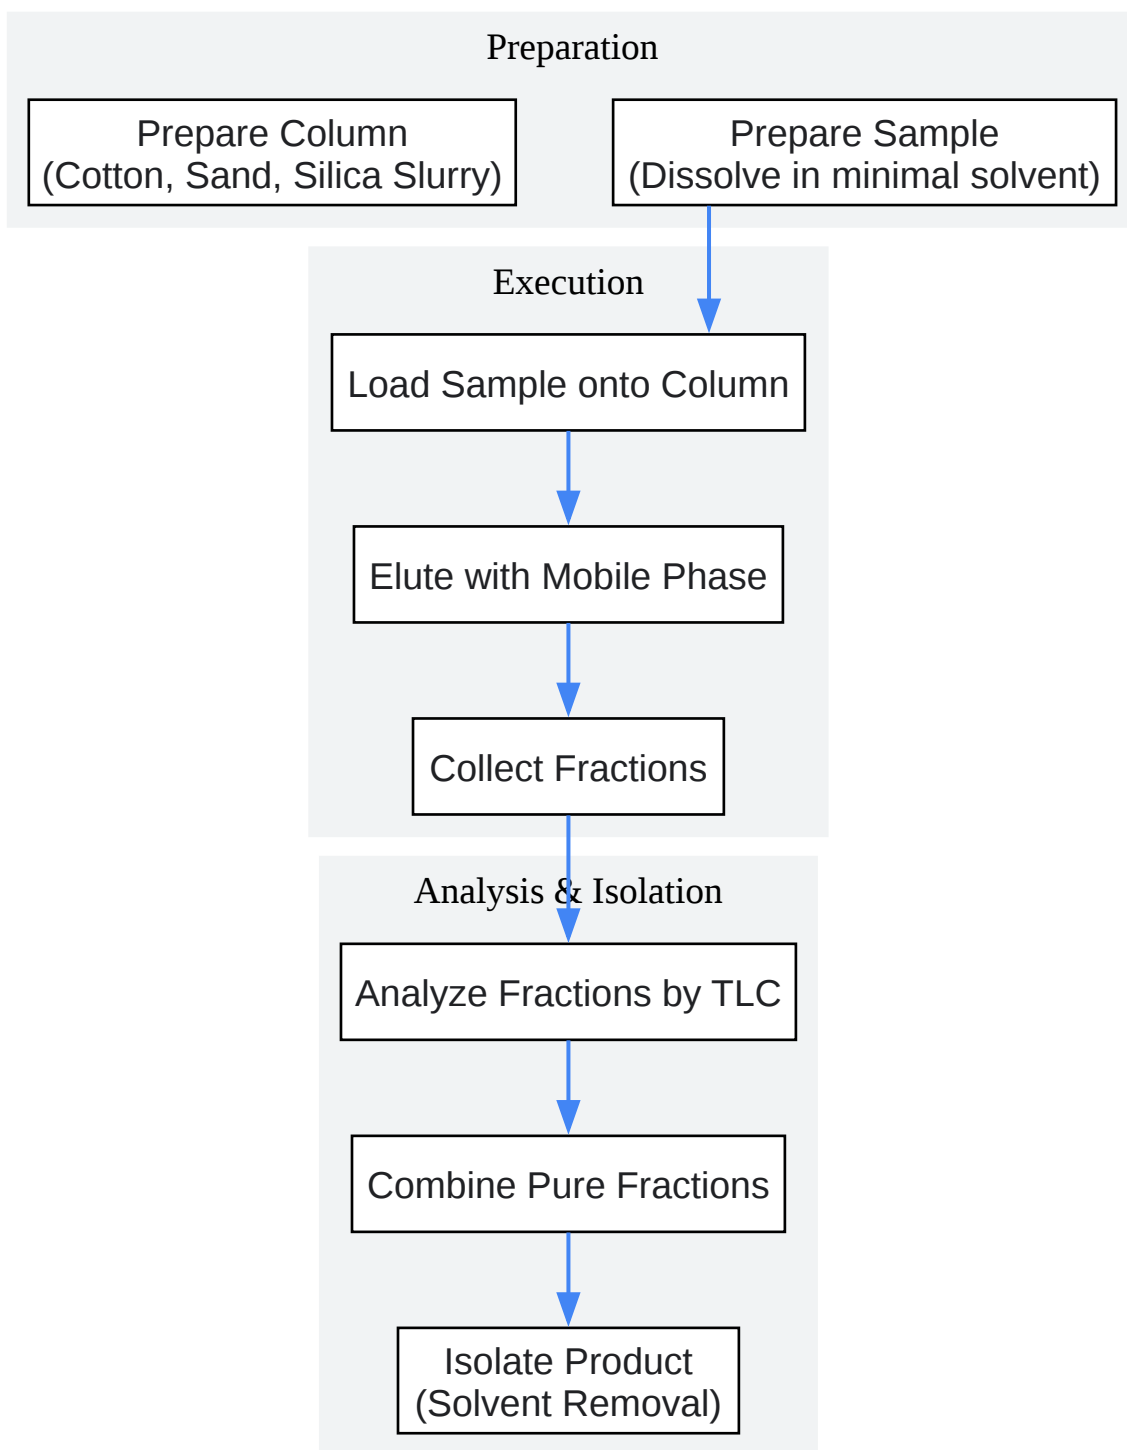 Preparation
Prepare Column
(Cotton, Sand, Silica Slurry)
Prepare Sample
(Dissolve in minimal solvent)
Execution
Load Sample onto Column
Elute with Mobile Phase
Collect Fractions
Analysis & Isolation
Analyze Fractions by TLC
Combine Pure Fractions
Isolate Product
(Solvent Removal)